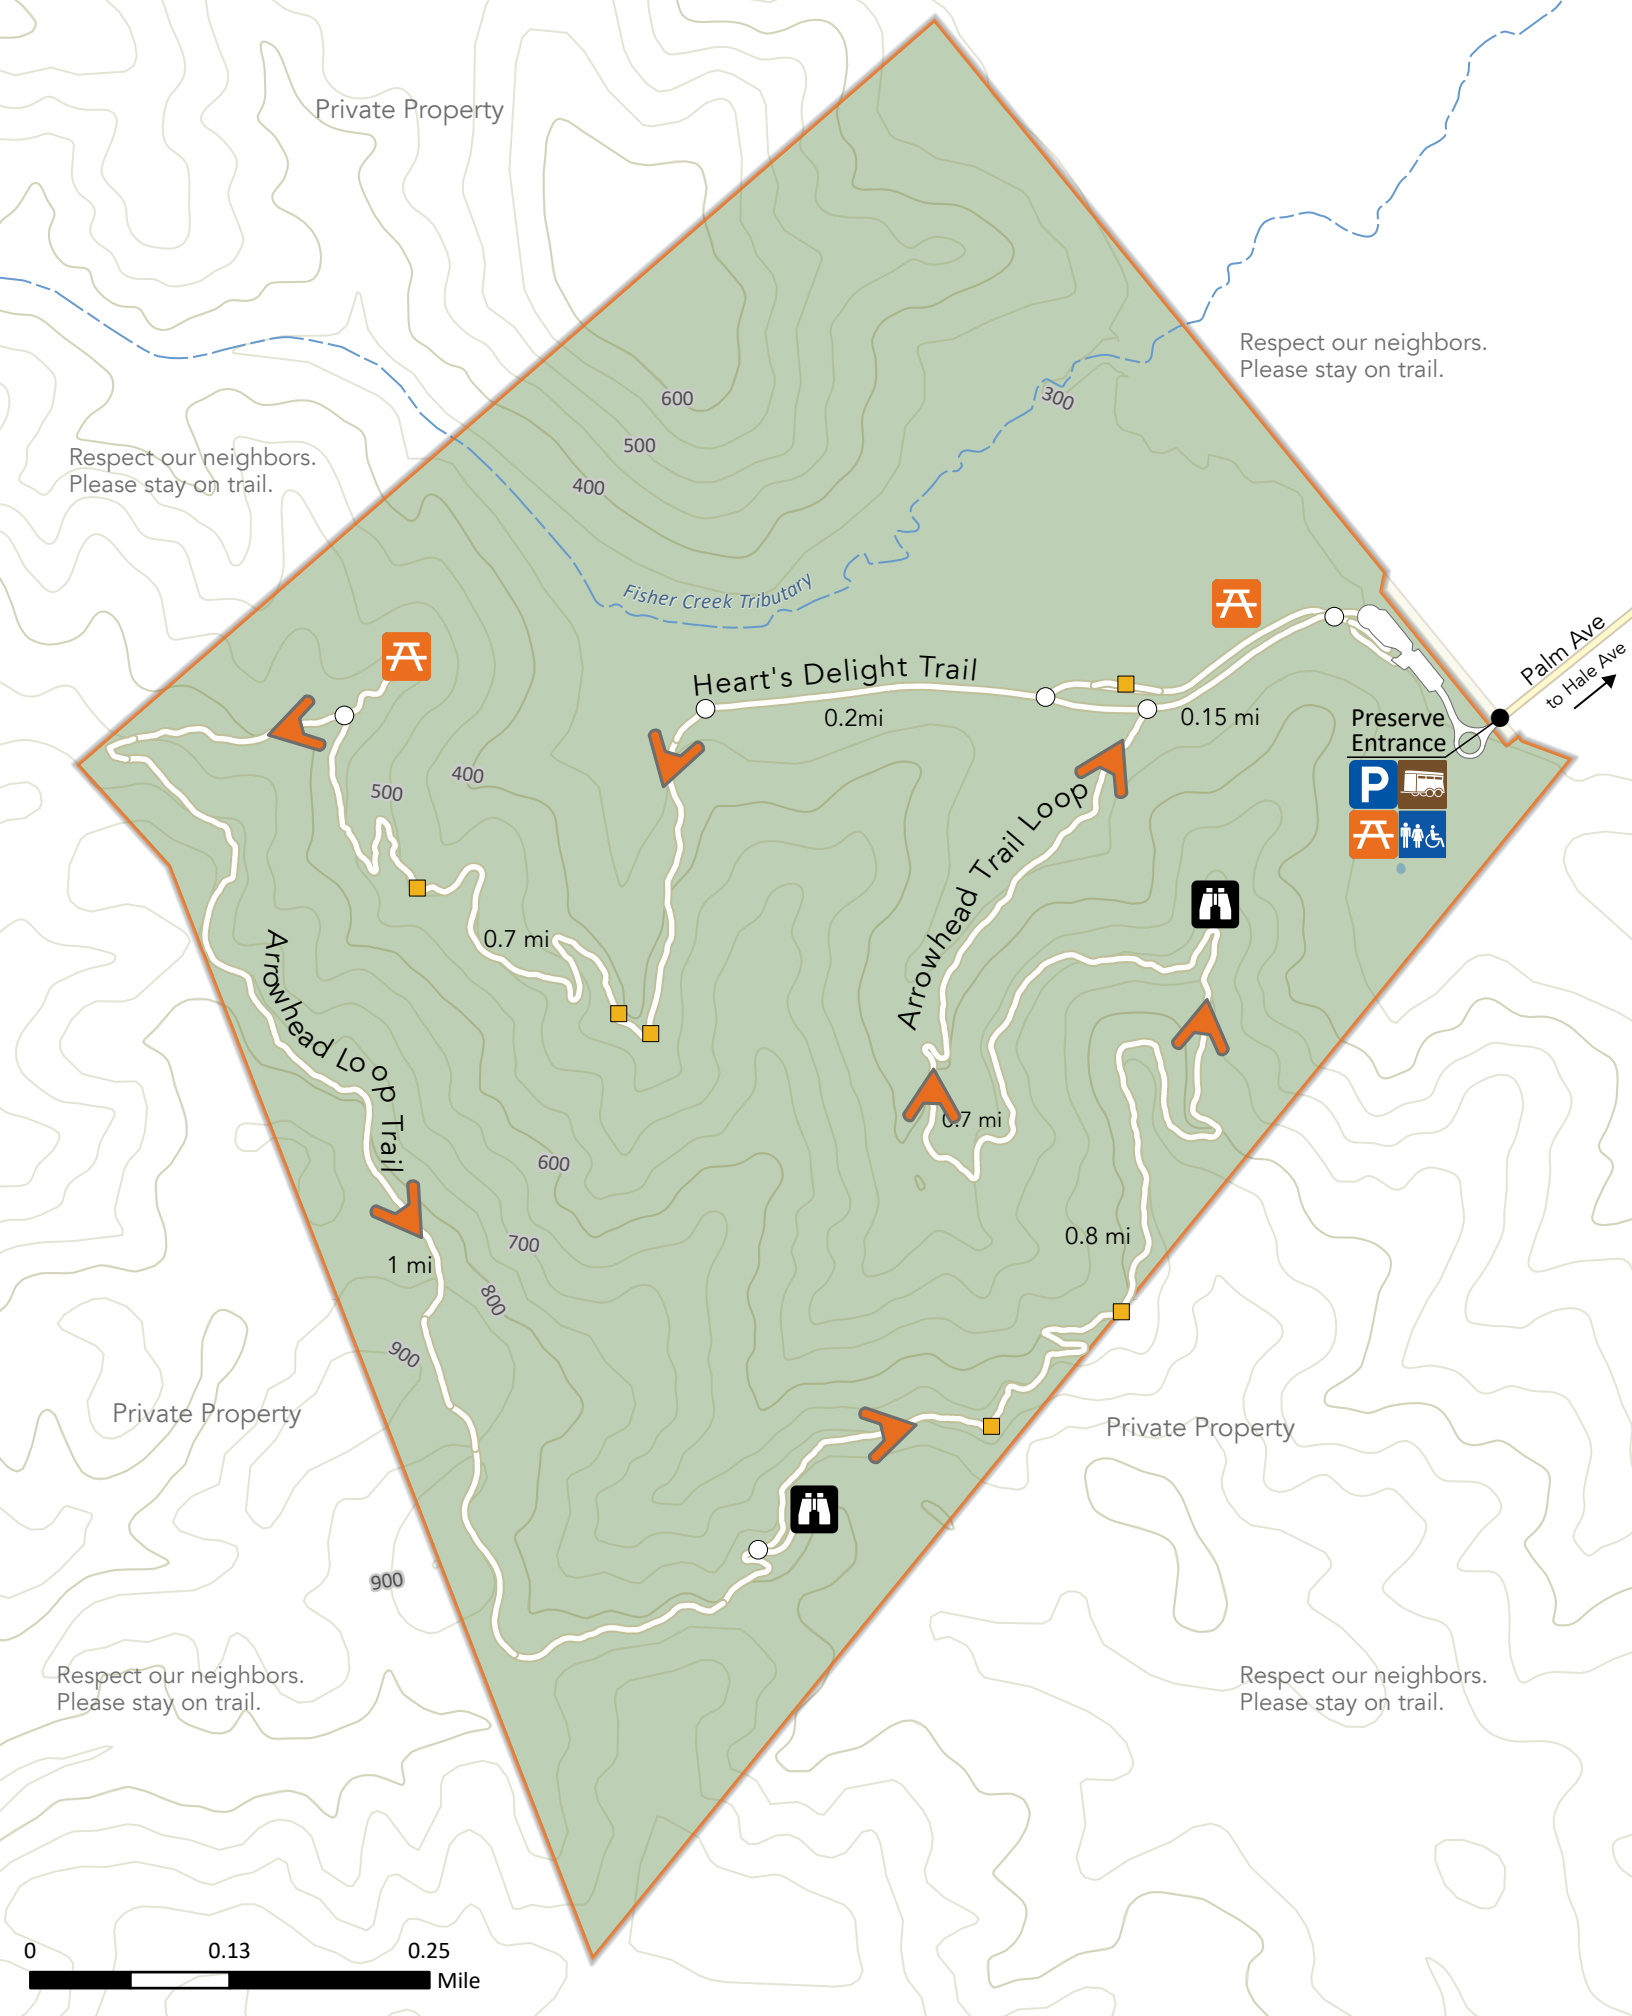 Private Property
Respect our neighbors.
Please stay on trail.
300
600
500
400
Respect our neighbors.
Please stay on trail.
Fisher Creek Tributary
Palm Ave
to Hale Ave
Heart's Delight Trail
0.2mi
0.15 mi
Preserve
Entrance
P
400
500
Arrowhead Trail Loop
0.7 mi
Arrowhead Loop Trail
0.7 mi
600
700
0.8 mi
1 mi
800
900
Private Property
Private Property
900
Respect our neighbors.
Please stay on trail.
Respect our neighbors.
Please stay on trail.
0 0.13 0.25
Mile